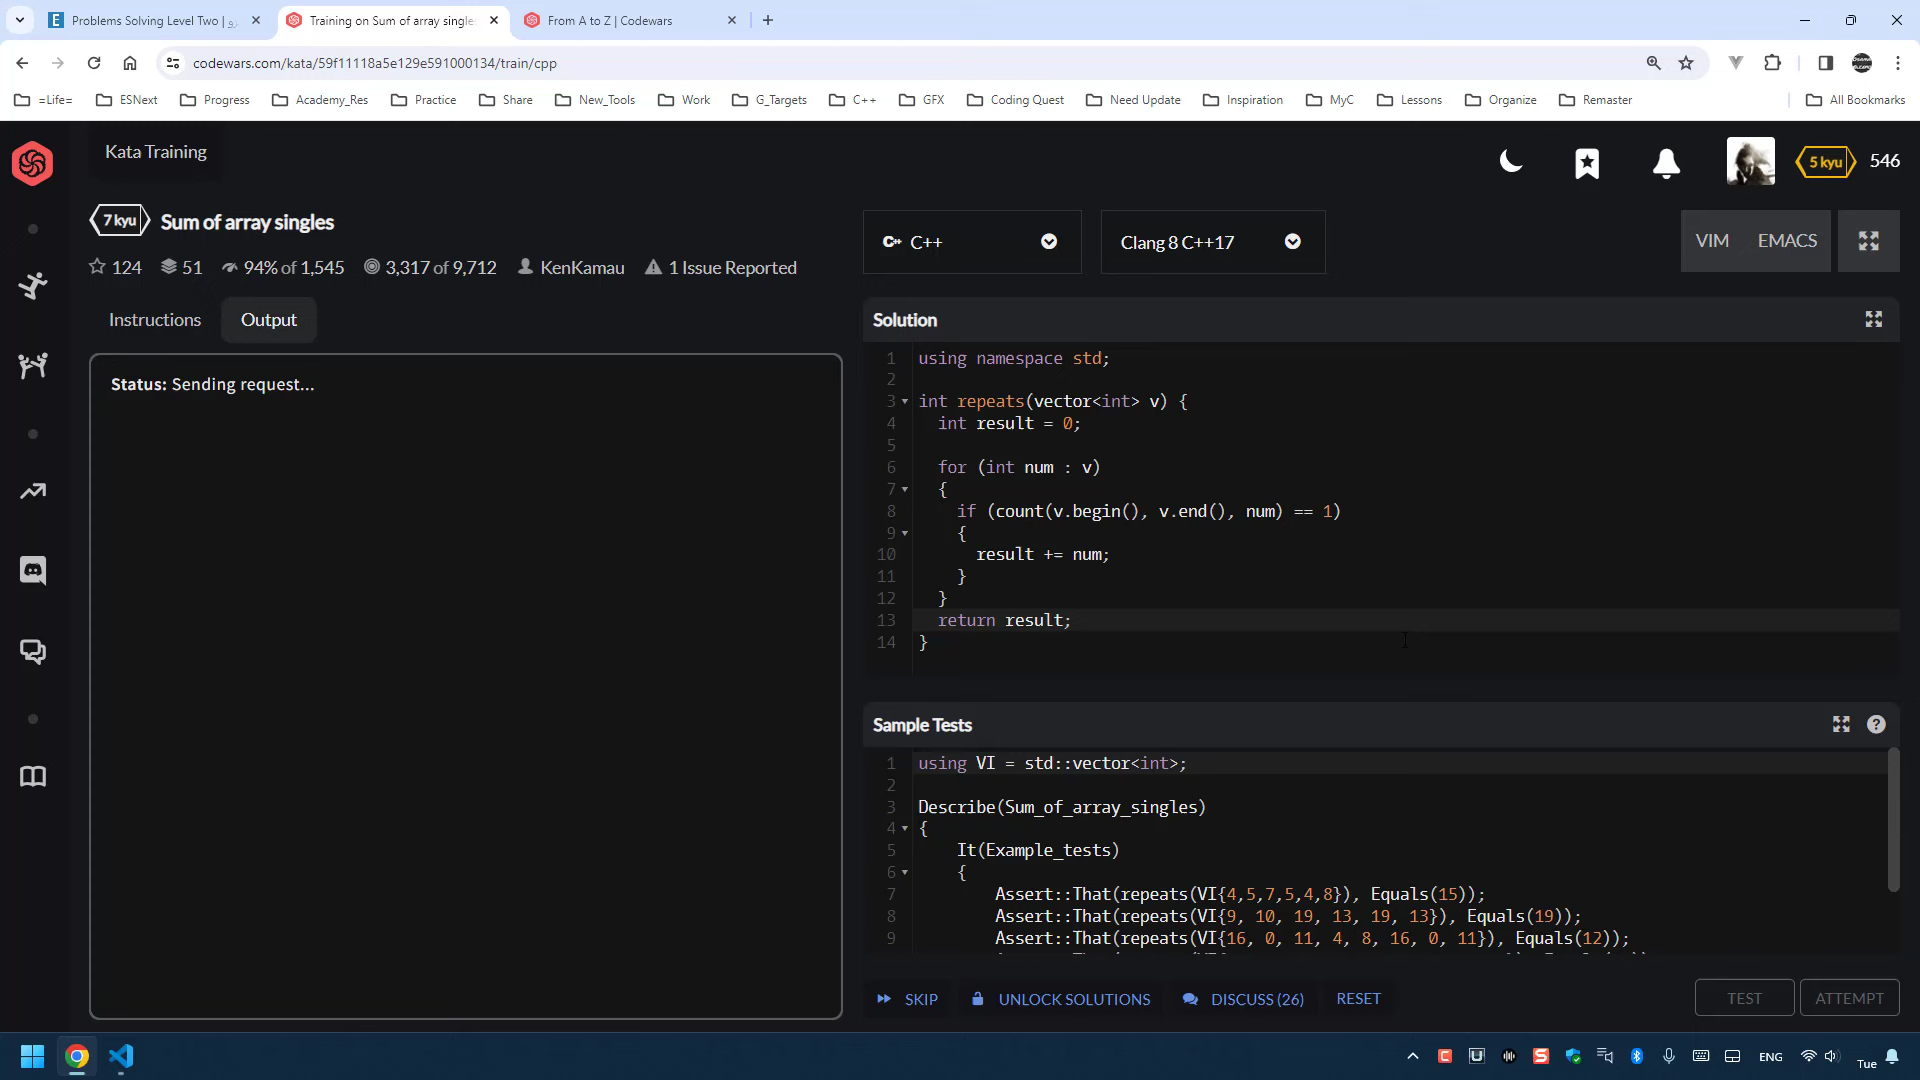 Problems Solving Level Two |
Training on Sum of array single
From A to Z | Codewars
codewars.com/kata/59f11118a5e129e591000134/train/cpp
=Life=
ESNext
Progress
Academy_Res
Practice
Share
New_Tools
Work
G_Targets
C++
GFX
Coding Quest
Need Update
Inspiration
MyC
Lessons
Organize
Remaster
All Bookmarks
Kata Training
5 kyu
546
7 kyu
Sum of array singles
124
51
94% of 1,545
3,317 of 9,712
KenKamau
1 Issue Reported
C++
Clang 8 C++17
VIM
EMACS
Instructions
Output
Status: Sending request...
Solution
1 using namespace std;
2
3 int repeats(vector<int> v) {
4 int result = 0;
5
6 for (int num : v)
7 {
8 if (count(v.begin(), v.end(), num) == 1)
9 {
10 result += num;
11 }
12 }
13 return result;
14 }
Sample Tests
1 using VI = std::vector<int>;
2
3 Describe(Sum_of_array_singles)
4 {
5 It(Example_tests)
6 {
7 Assert::That(repeats(VI{4,5,7,5,4,8}), Equals(15));
8 Assert::That(repeats(VI{9, 10, 19, 13, 19, 13}), Equals(19));
9 Assert::That(repeats(VI{16, 0, 11, 4, 8, 16, 0, 11}), Equals(12));
SKIP
UNLOCK SOLUTIONS
DISCUSS (26)
RESET
TEST
ATTEMPT
ENG
Tue